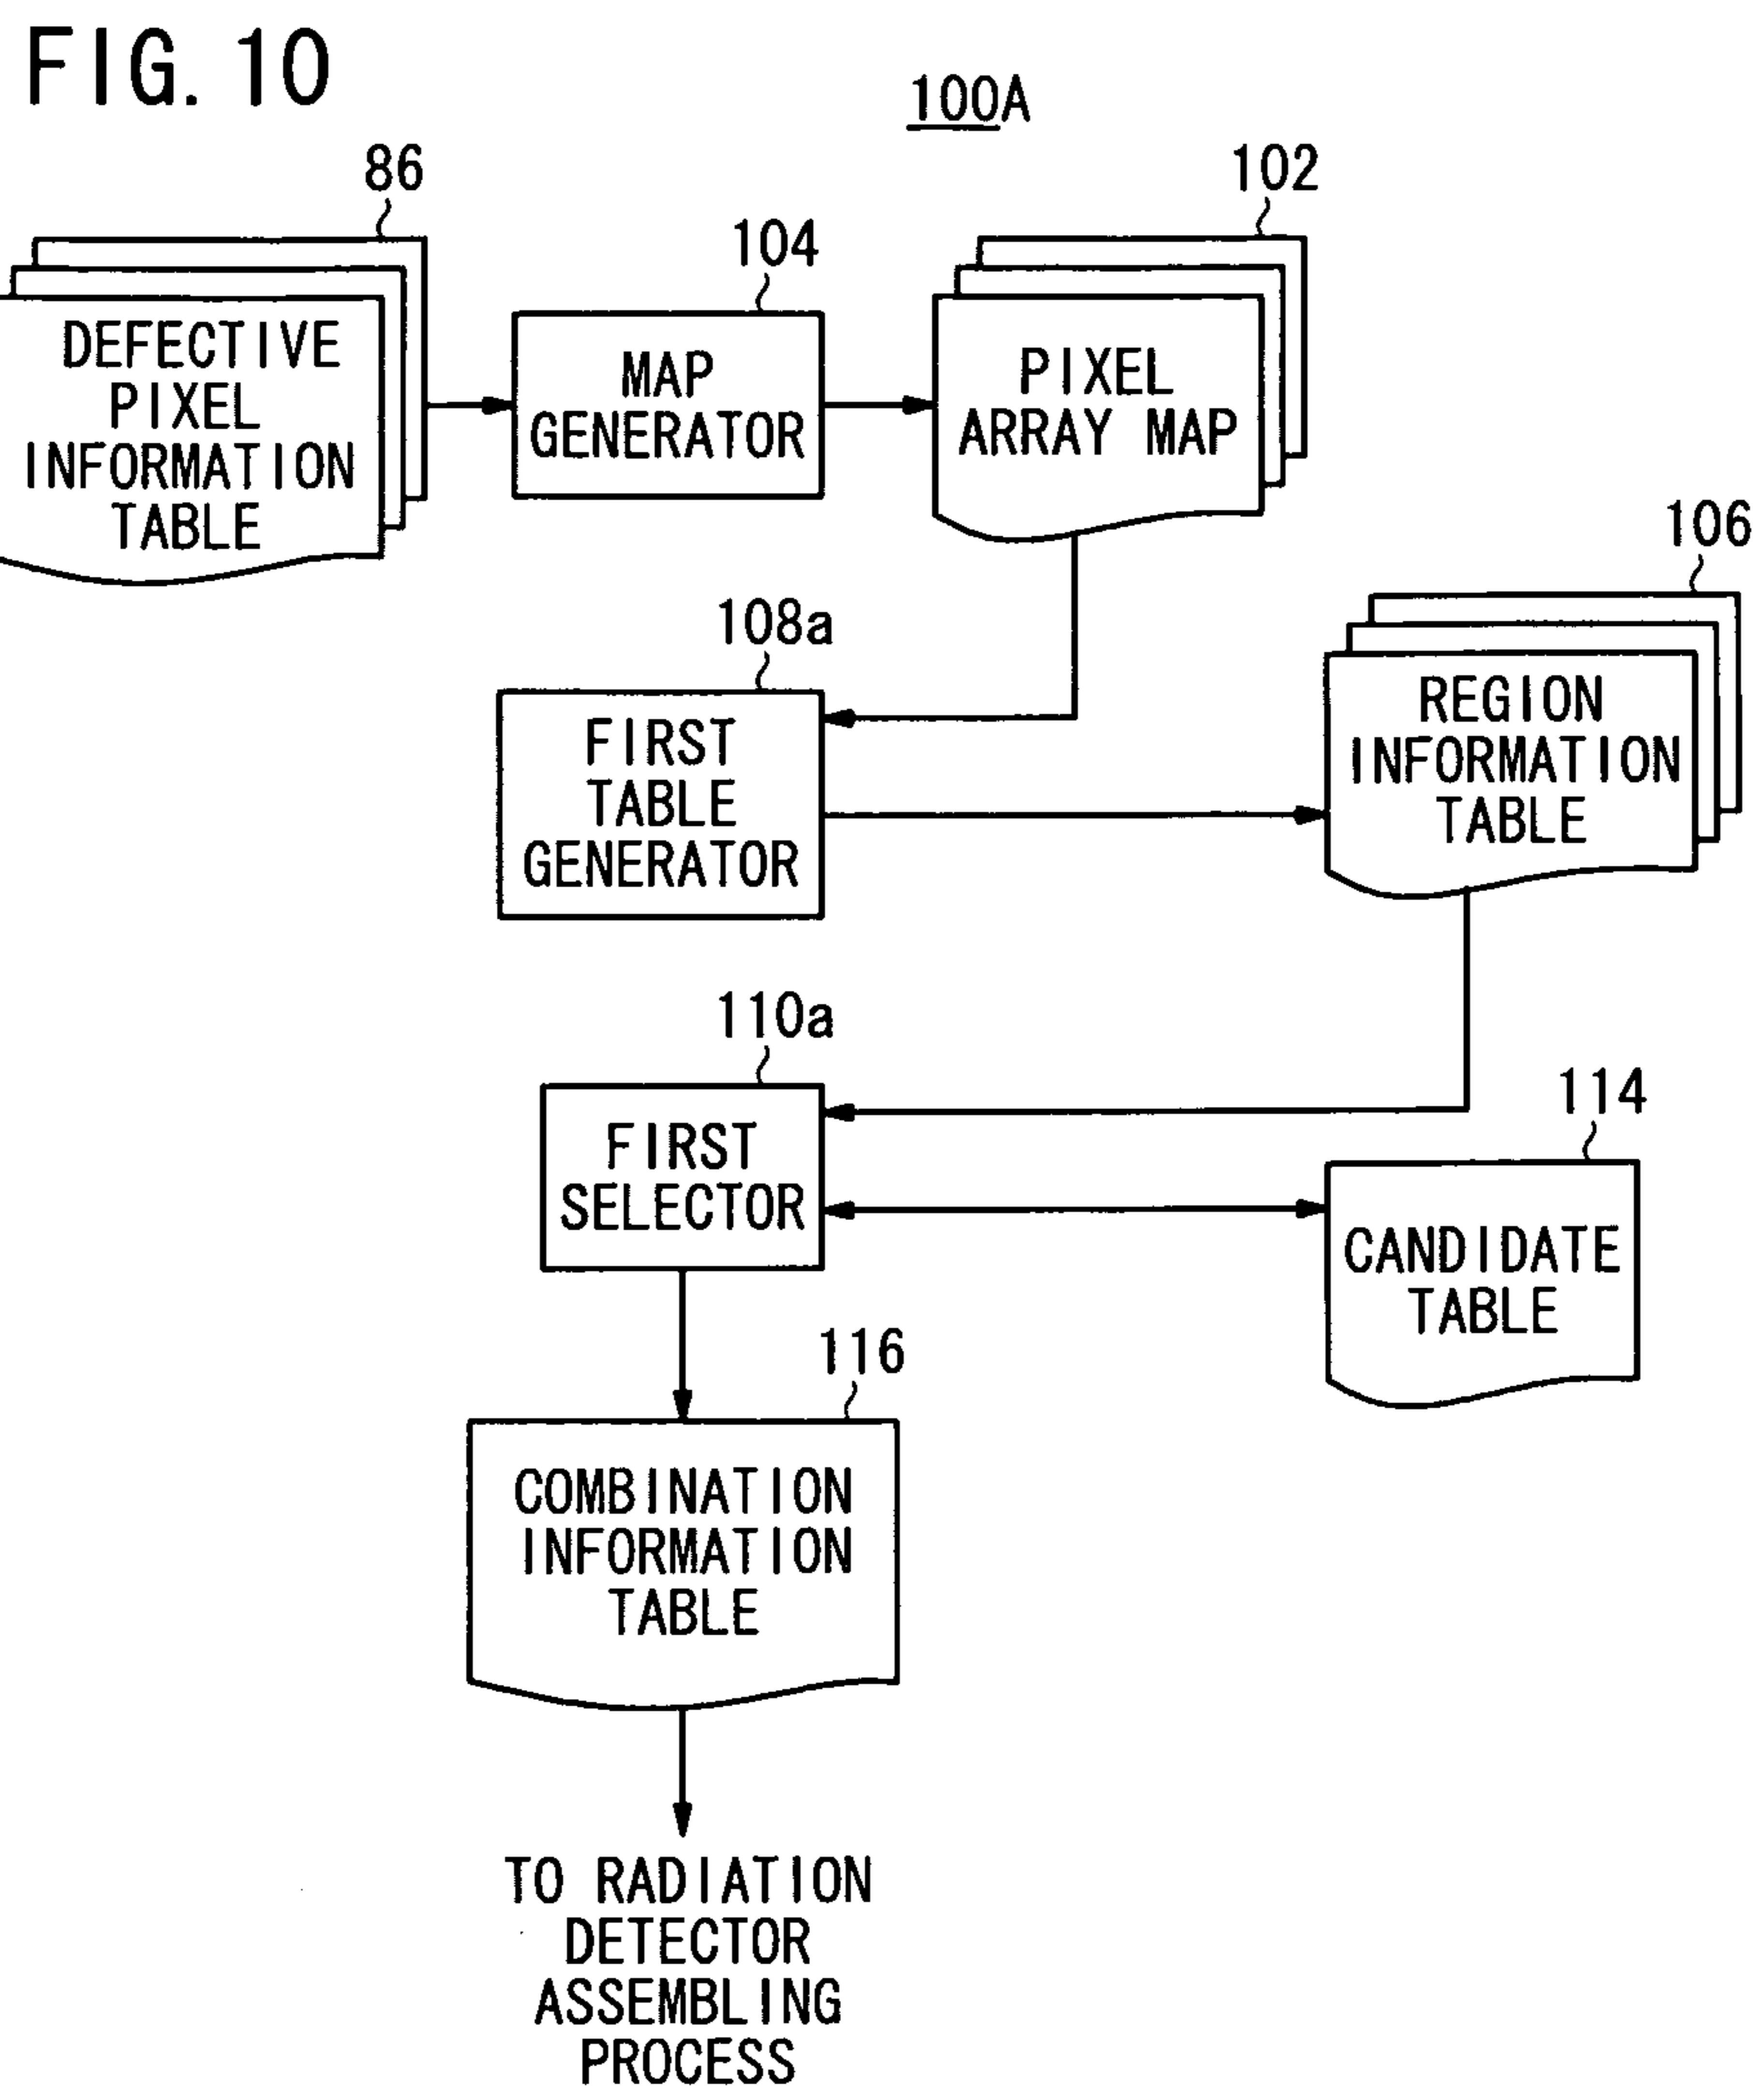 FIG. 10
100A
86
DEFECTIVE
PIXEL
INFORMATION
TABLE
104
MAP
GENERATOR
102
PIXEL
ARRAY MAP
108a
FIRST
TABLE
GENERATOR
106
REGION
INFORMATION
TABLE
110a
FIRST
SELECTOR
114
CANDIDATE
TABLE
116
COMBINATION
INFORMATION
TABLE
TO RADIATION
DETECTOR
ASSEMBLING
PROCESS